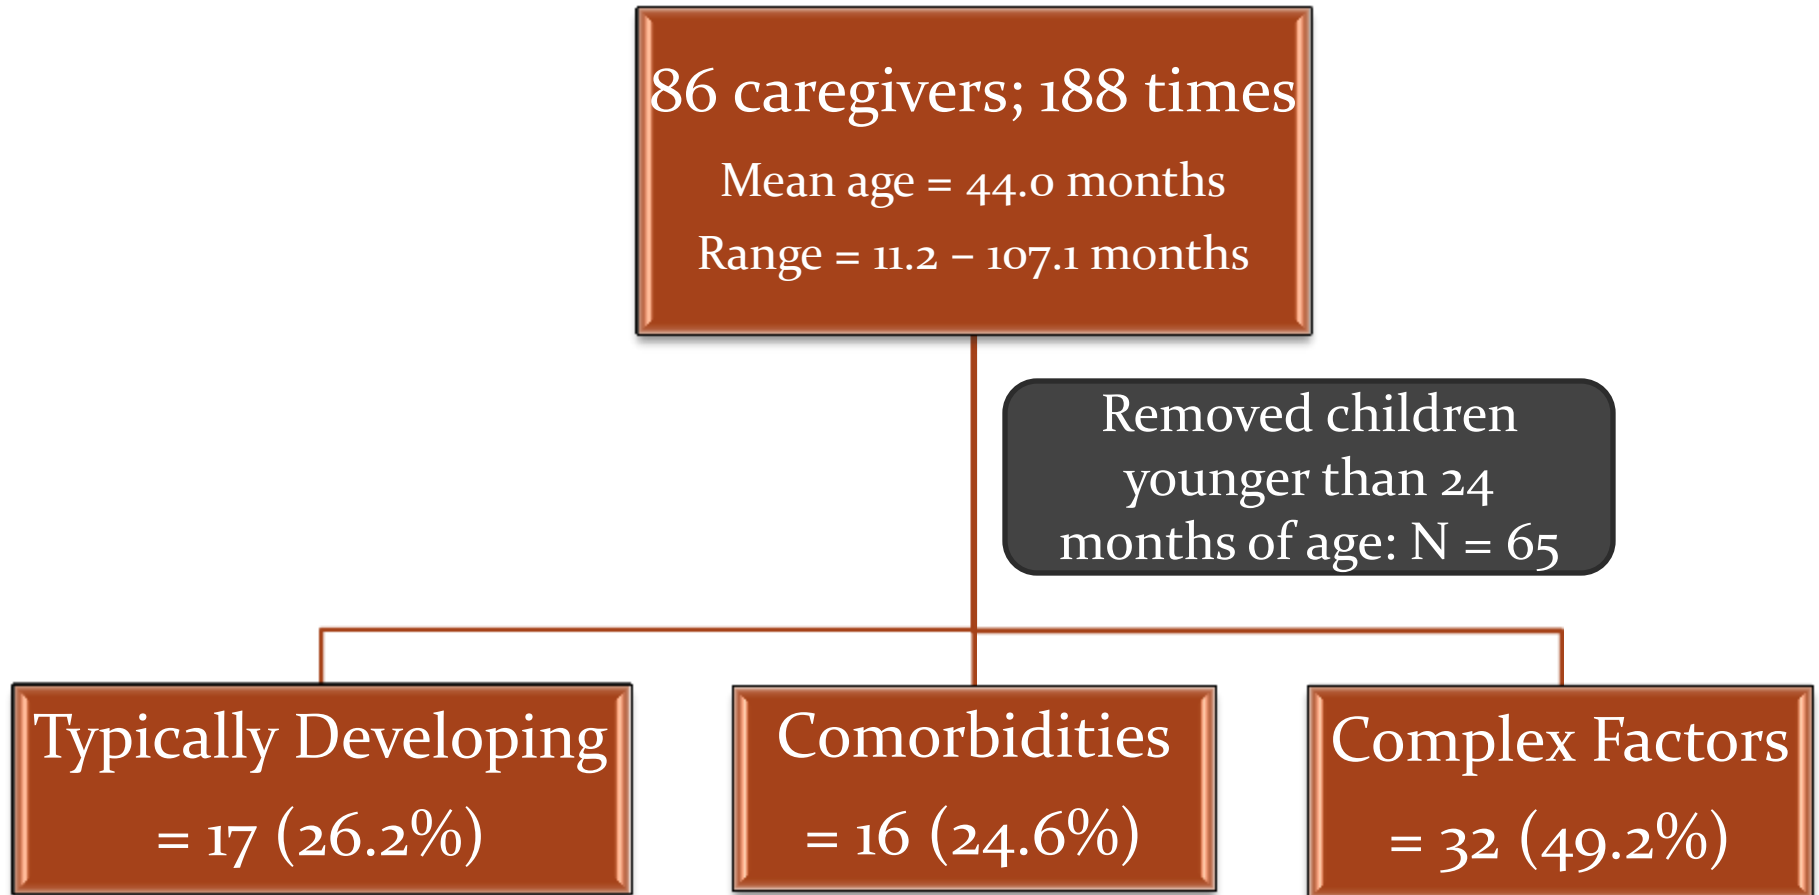 86 caregivers; 188 times
Mean age = 44.0 months
Range = 11.2 – 107.1 months
Removed children
younger than 24
months of age: N = 65
Typically Developing
= 17 (26.2%)
Comorbidities
= 16 (24.6%)
Complex Factors
= 32 (49.2%)